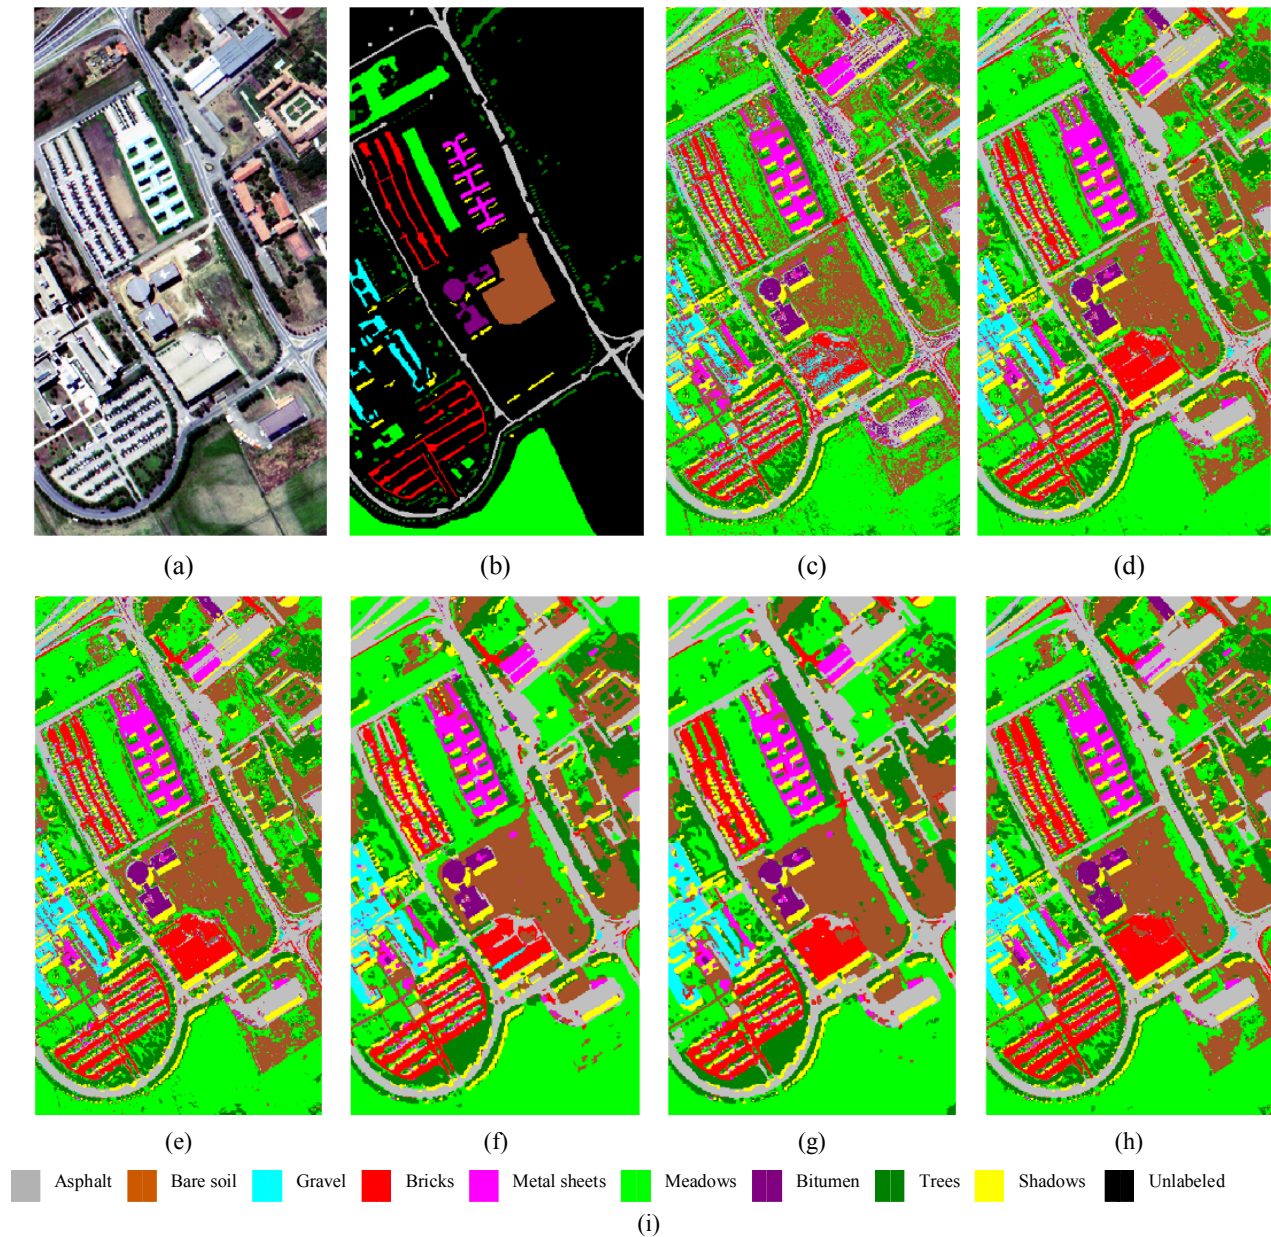 (a) (b) (c) (d)
(e) (f) (g) (h)
Asphalt Bare soil Gravel Bricks Metal sheets Meadows Bitumen Trees Shadows Unlabeled
(i)